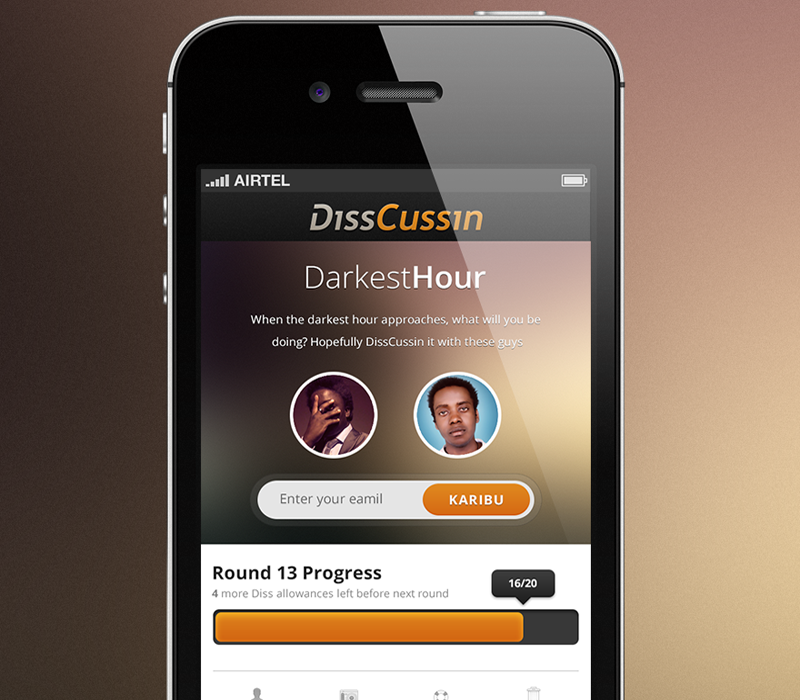 AIRTEL
DissCussin
DarkestHour
When the darkest hour approaches, what will you be
doing? Hopefully DissCussin it with these guys
Enter your eamil
KARIBU
Round 13 Progress
16/20
4 more Diss allowances left before next round